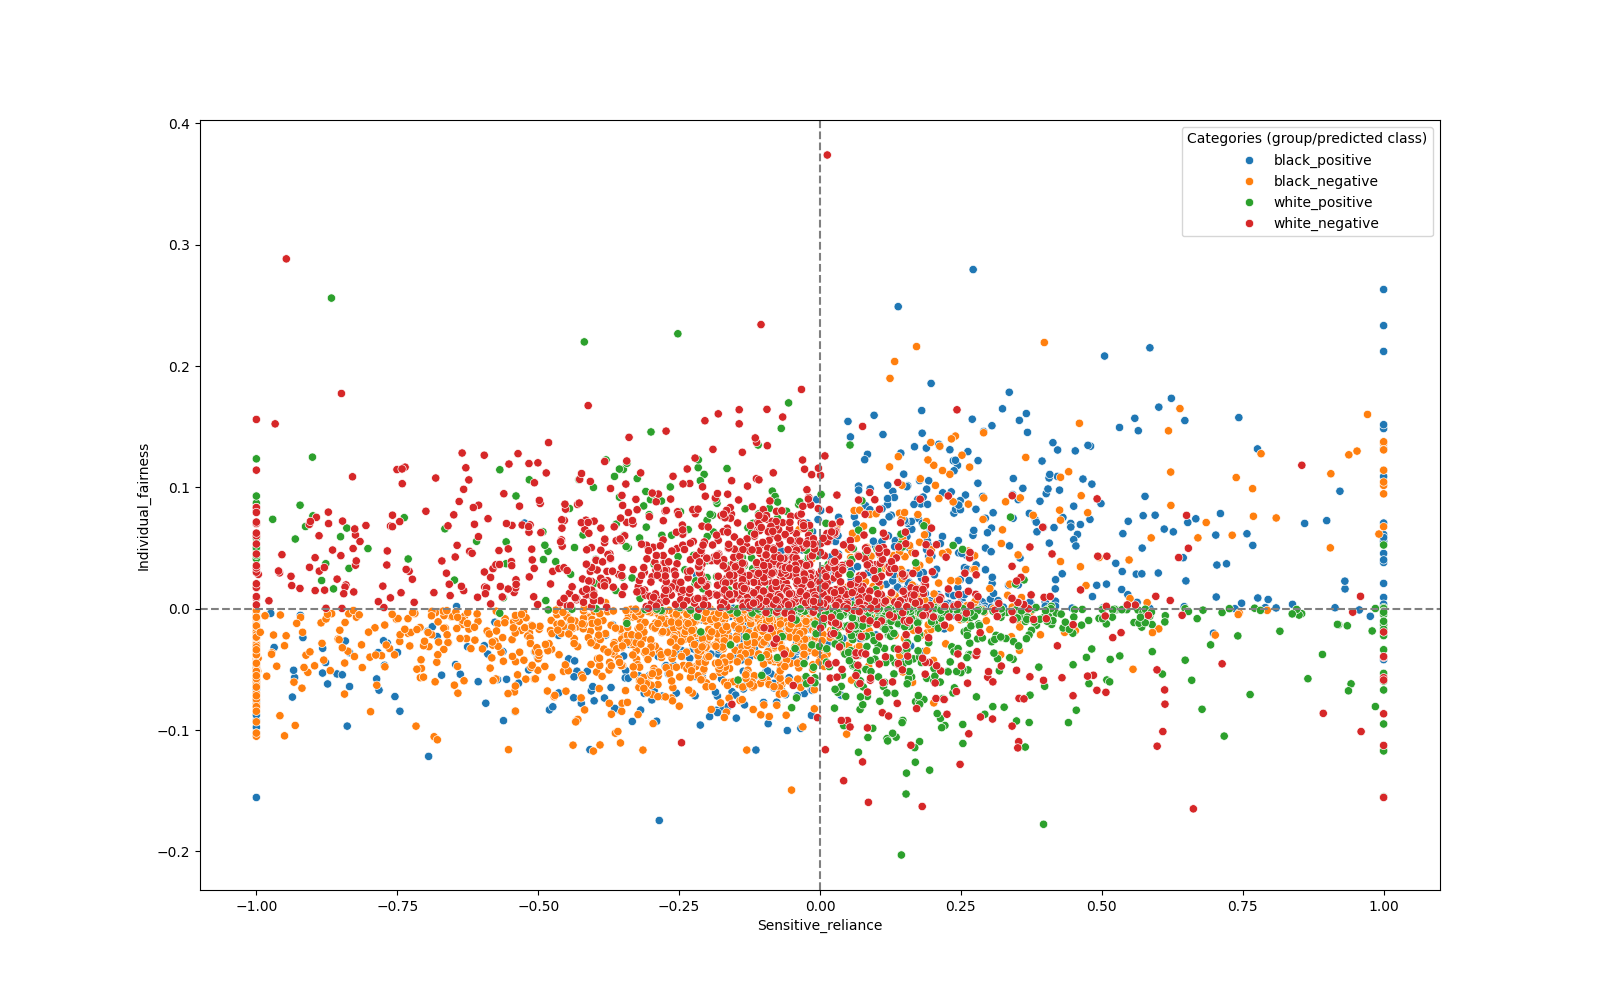 Categories (group/predicted class)
black_positive
black_negative
white_positive
white_negative
0.4
0.3
0.2
0.1
0.0
−0.1
−0.2
Individual_fairness
−1.00 −0.75 −0.50 −0.25 0.00 0.25 0.50 0.75 1.00
Sensitive_reliance